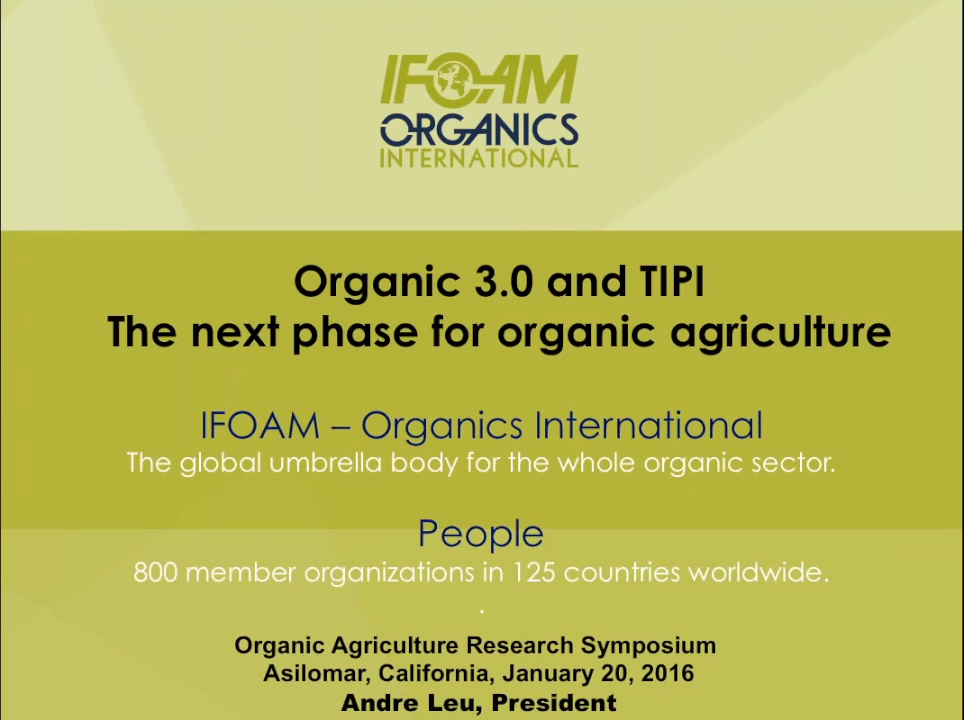 IFOAM
ORGANICS
INTERNATIONAL
Organic 3.0 and TIPI
The next phase for organic agriculture
IFOAM – Organics International
The global umbrella body for the whole organic sector.
People
800 member organizations in 125 countries worldwide.
.
Organic Agriculture Research Symposium
Asilomar, California, January 20, 2016
Andre Leu, President